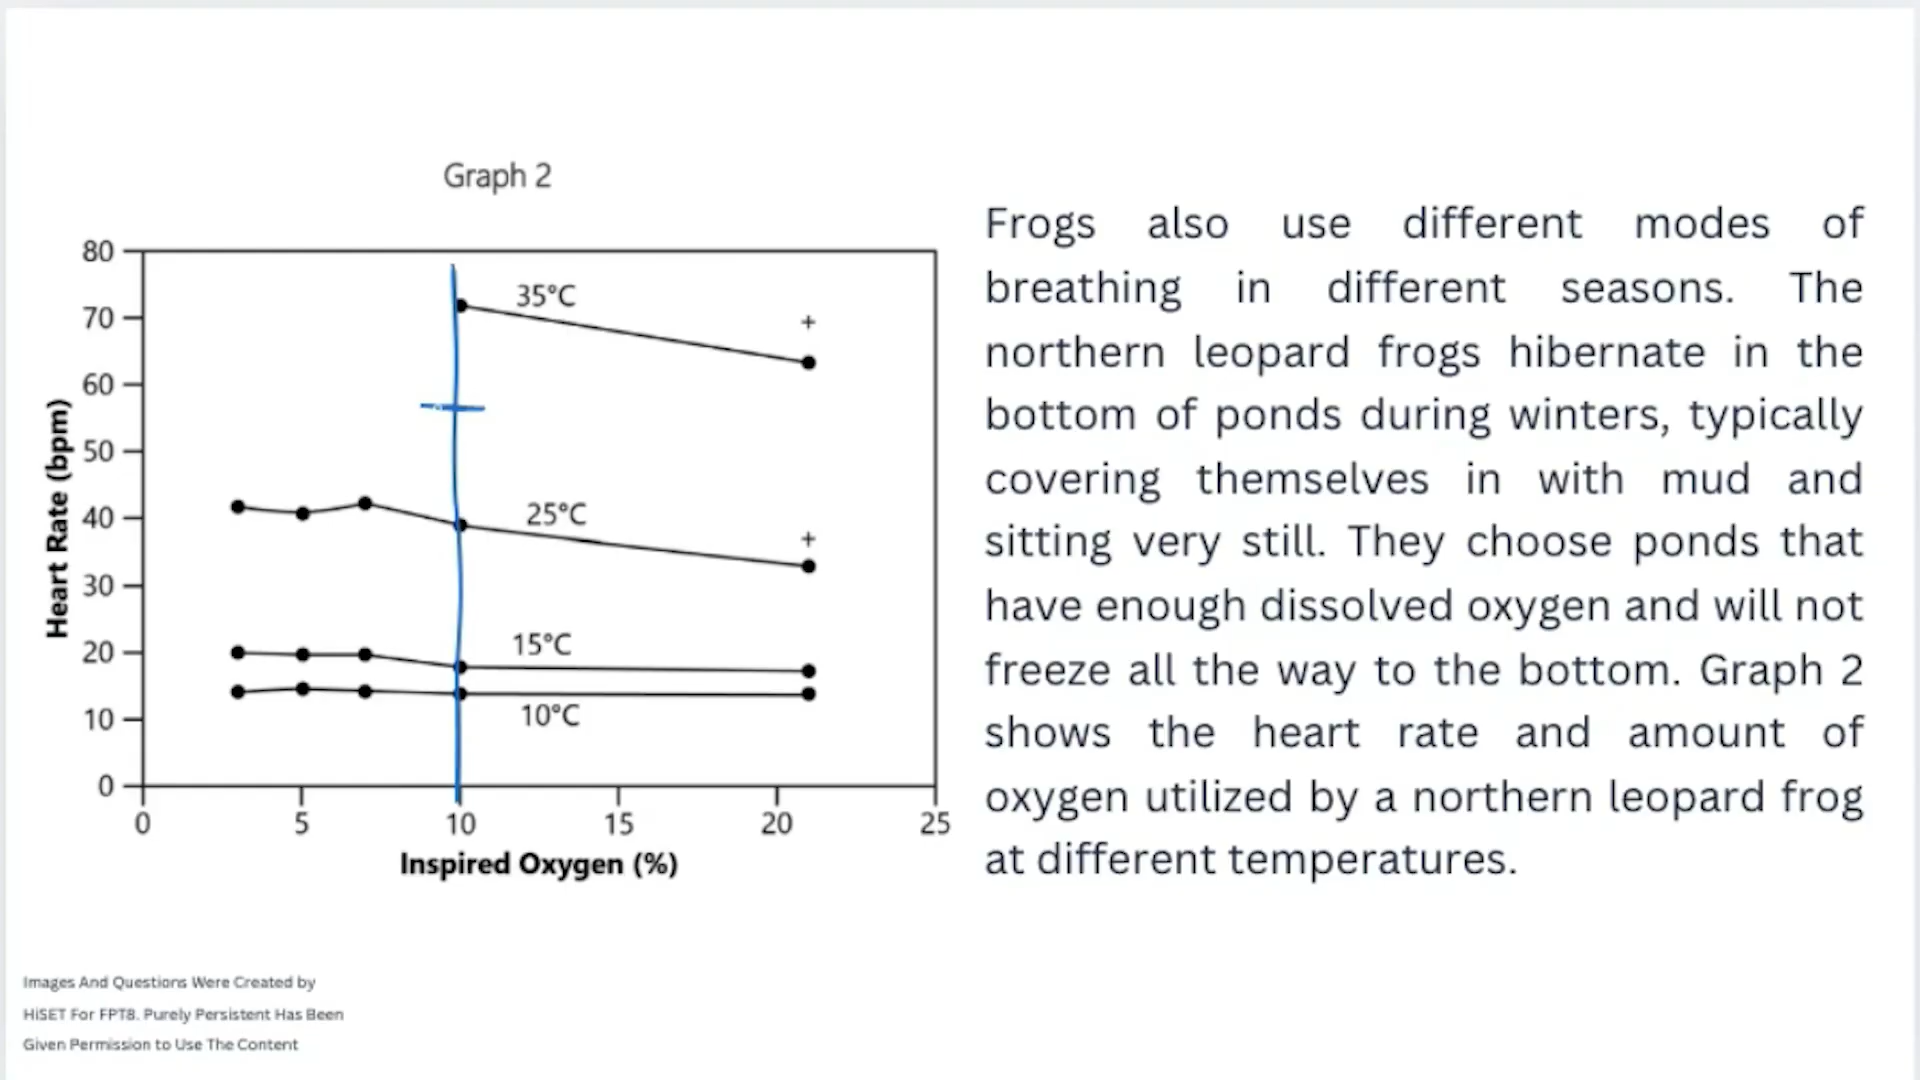 Graph 2
80
70
60
50
40
30
20
10
0
Heart Rate (bpm)
35°C
+
25°C
+
15°C
10°C
0 5 10 15 20 25
Inspired Oxygen (%)
Frogs also use different modes of
breathing in different seasons. The
northern leopard frogs hibernate in the
bottom of ponds during winters, typically
covering themselves in with mud and
sitting very still. They choose ponds that
have enough dissolved oxygen and will not
freeze all the way to the bottom. Graph 2
shows the heart rate and amount of
oxygen utilized by a northern leopard frog
at different temperatures.
Images And Questions Were Created by
HiSET For FPT8. Purely Persistent Has Been
Given Permission to Use The Content